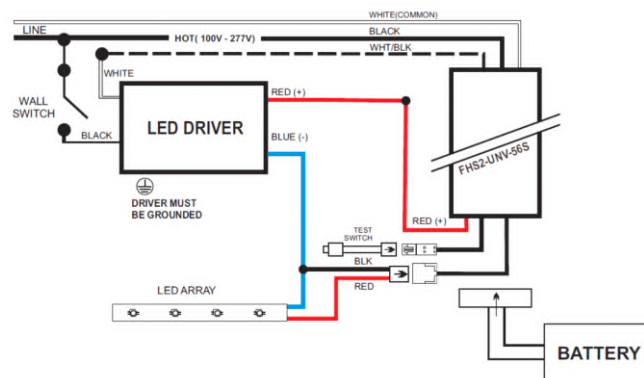 WHITE(COMMON)
LINE
BLACK
HOT( 100V - 277V)
WHT/BLK
WHITE
WALL
SWITCH
RED (+)
LED DRIVER
BLACK
BLUE (-)
FHS2-UNV-56S
DRIVER MUST
BE GROUNDED
RED (+)
TEST
SWITCH
BLK
RED
LED ARRAY
BATTERY